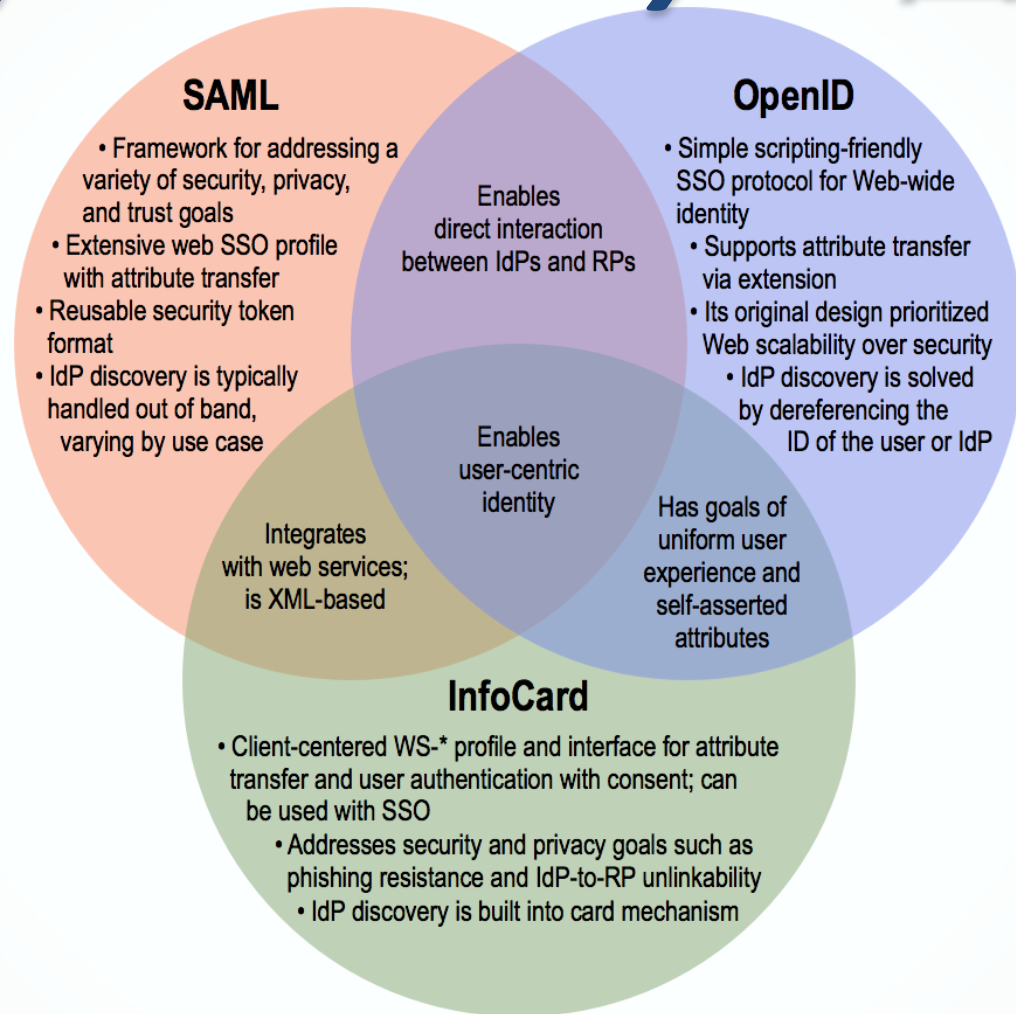 SAML
• Framework for addressing a
variety of security, privacy,
and trust goals
• Extensive web SSO profile
with attribute transfer
• Reusable security token
format
• IdP discovery is typically
handled out of band,
varying by use case
Enables
direct interaction
between IdPs and RPs
OpenID
• Simple scripting-friendly
SSO protocol for Web-wide
identity
• Supports attribute transfer
via extension
• Its original design prioritized
Web scalability over security
• IdP discovery is solved
by dereferencing the
ID of the user or IdP
Enables
user-centric
identity
Integrates
with web services;
is XML-based
Has goals of
uniform user
experience and
self-asserted
attributes
InfoCard
• Client-centered WS-* profile and interface for attribute
transfer and user authentication with consent; can
be used with SSO
• Addresses security and privacy goals such as
phishing resistance and IdP-to-RP unlinkability
• IdP discovery is built into card mechanism